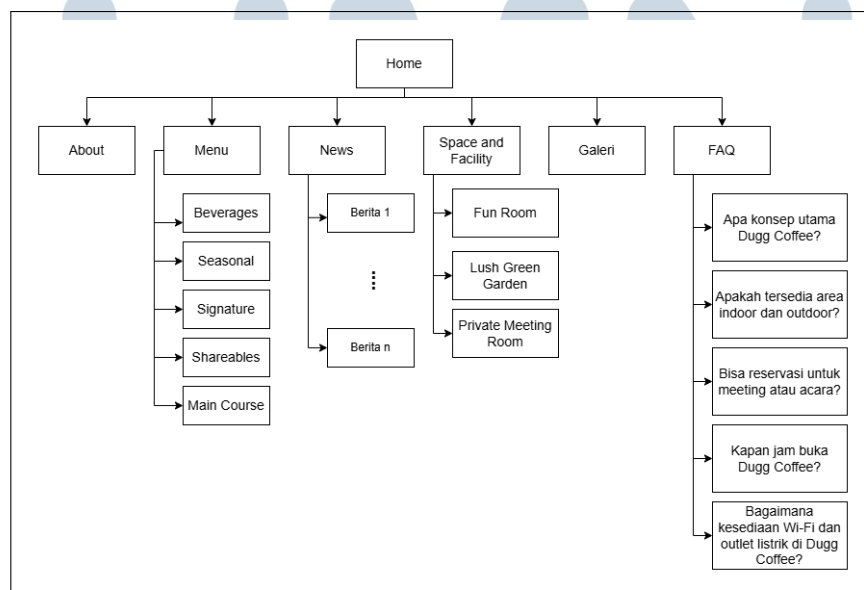 Home
About
Menu
News
Space and
Facility
Galeri
FAQ
Beverages
Seasonal
Signature
Shareables
Main Course
Berita 1
Berita n
Fun Room
Lush Green
Garden
Private Meeting
Room
Apa konsep utama
Dugg Coffee?
Apakah tersedia area
indoor dan outdoor?
Bisa reservasi untuk
meeting atau acara?
Kapan jam buka
Dugg Coffee?
Bagaimana
kesediaan Wi-Fi dan
outlet listrik di Dugg
Coffee?